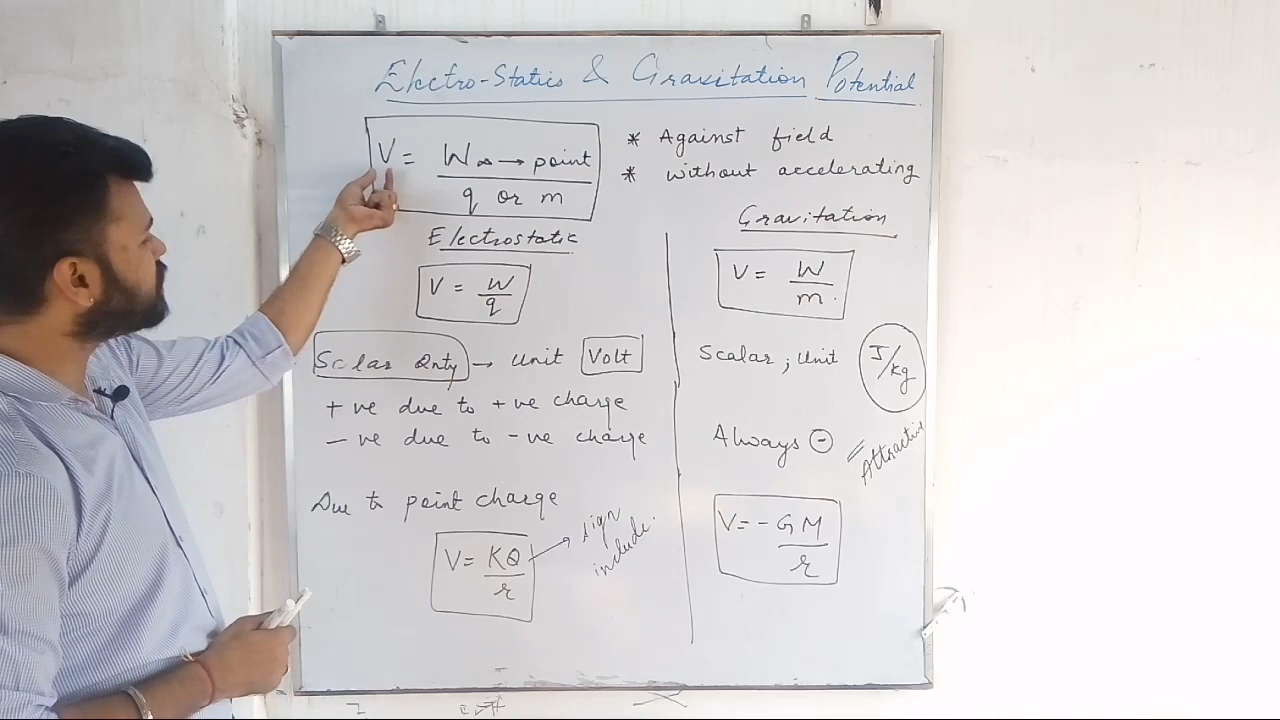 Electro-Statics & Gravitation Potential
V = W∞ → point / q or m
* Against field
* without accelerating
Electrostatic
V = W / q
Scalar Qnty → Unit Volt
+ve due to +ve charge
-ve due to -ve charge
Due to point charge
V = KQ / r → sign include.
Gravitation
V = W / m.
Scalar ; Unit J/kg
Always ⊖ = Attractive
V = - GM / r